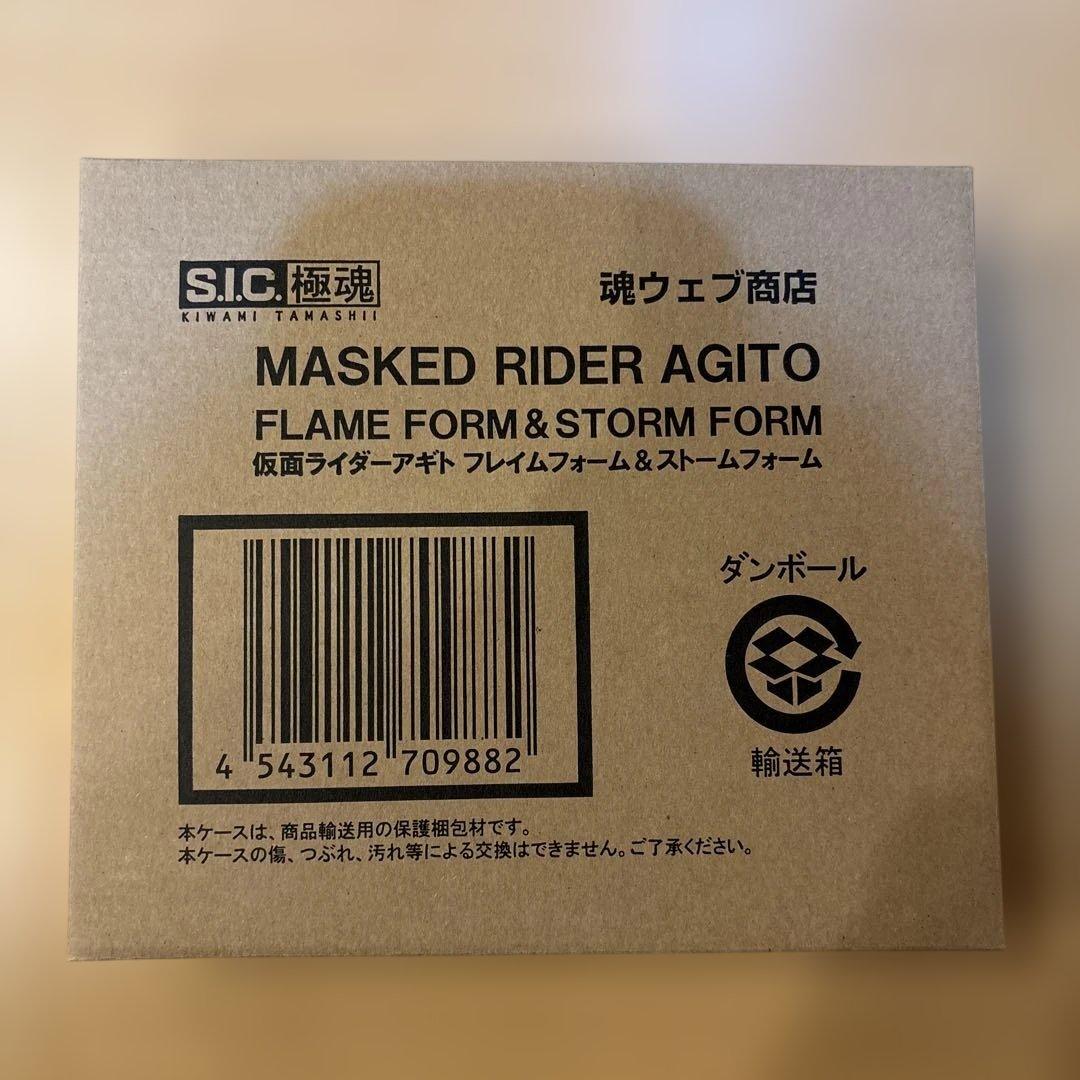 S.I.C.極魂
KIWAMI TAMASHII
魂ウェブ商店
MASKED RIDER AGITO
FLAME FORM & STORM FORM
仮面ライダーアギト フレイムフォーム&ストームフォーム
4 543112 709882
ダンボール
輸送箱
本ケースは、商品輸送用の保護梱包材です。
本ケースの傷、つぶれ、汚れ等による交換はできません。ご了承ください。